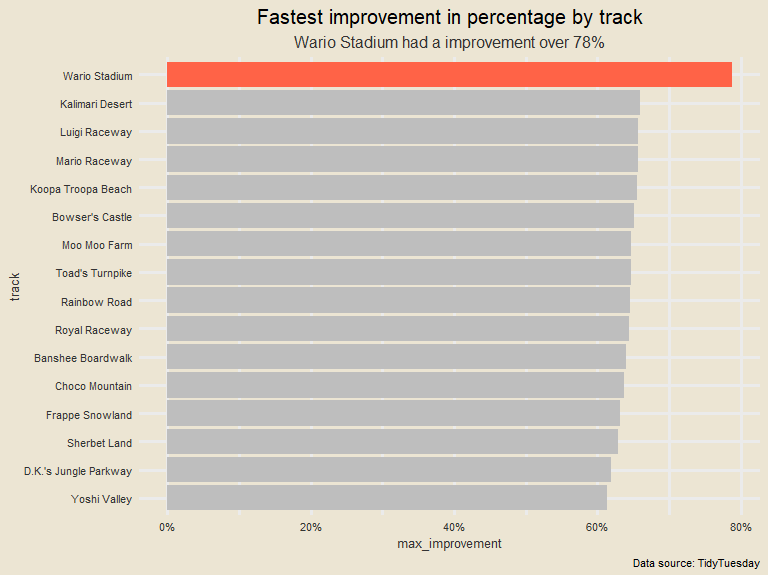 Fastest improvement in percentage by track
Wario Stadium had a improvement over 78%
Wario Stadium
Kalimari Desert
Luigi Raceway
Mario Raceway
Koopa Troopa Beach
Bowser's Castle
Moo Moo Farm
Toad's Turnpike
Rainbow Road
Royal Raceway
Banshee Boardwalk
Choco Mountain
Frappe Snowland
Sherbet Land
D.K.'s Jungle Parkway
Yoshi Valley
track
0% 20% 40% 60% 80%
max_improvement
Data source: TidyTuesday